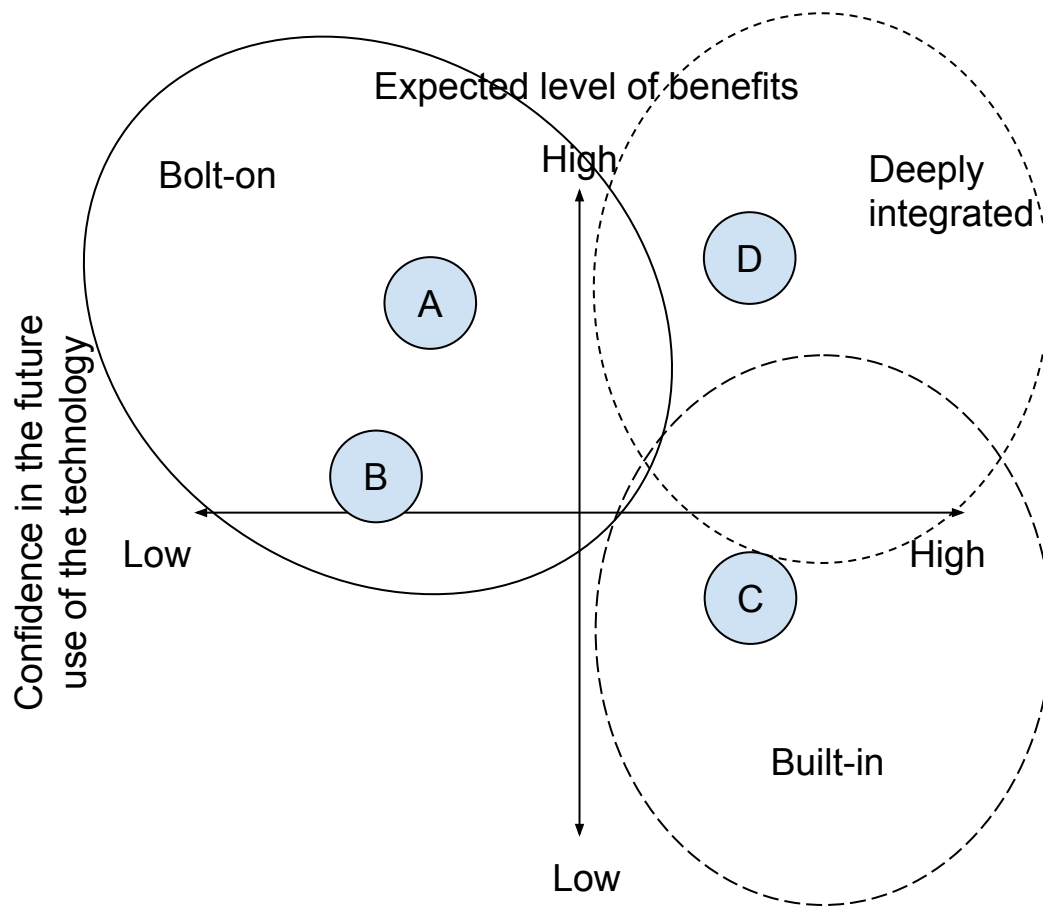 Expected level of benefits
High
Bolt-on
Deeply
integrated
D
A
Confidence in the future
use of the technology
B
Low
High
C
Built-in
Low